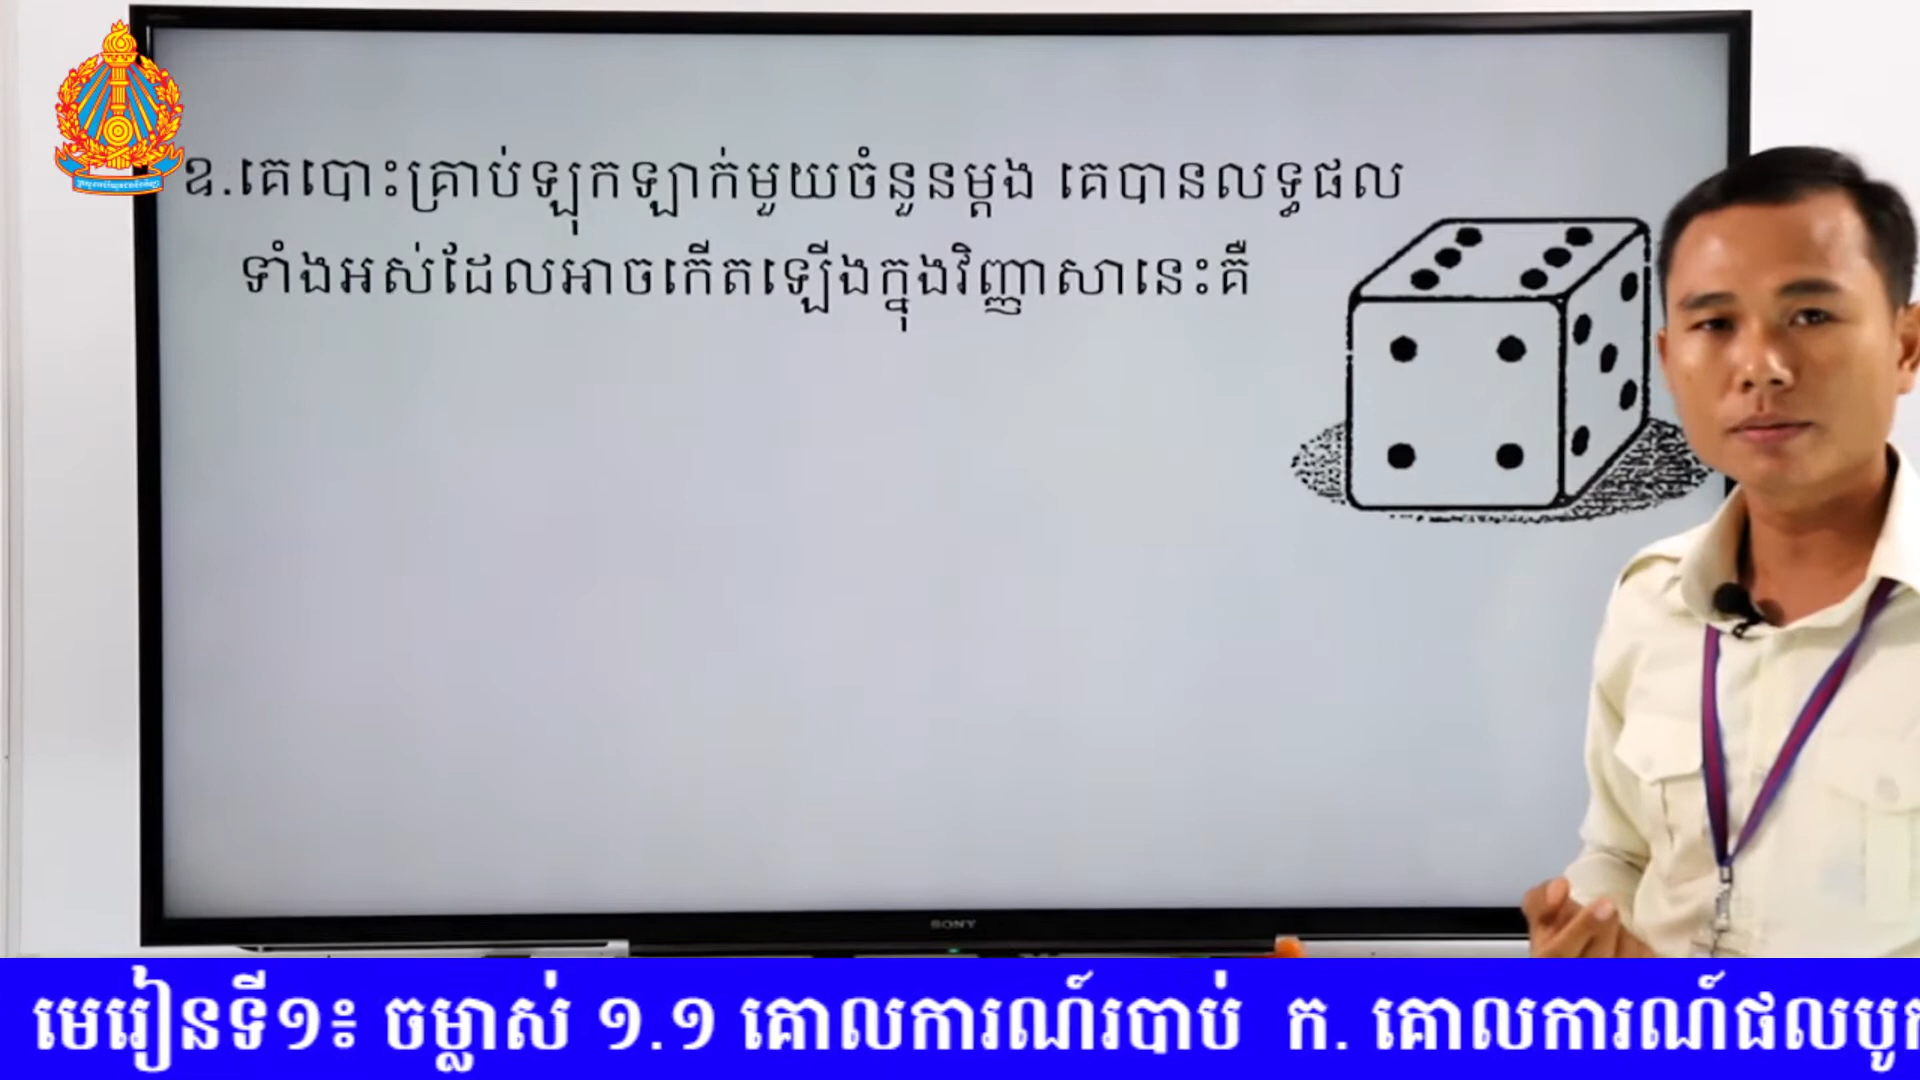 ឧ.គេបោះគ្រាប់ឡុកឡាក់មួយចំនួនម្តង គេបានលទ្ធផល
ទាំងអស់ដែលអាចកើតឡើងក្នុងវិញ្ញាសានេះគឺ
SONY
មេរៀនទី១៖ ចម្លាស់ ១.១ គោលការណ៍របាប់ ក. គោលការណ៍ផលបូក